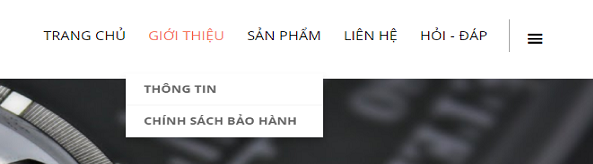 TRANG CHỦ GIỚI THIỆU SẢN PHẨM LIÊN HỆ HỎI - ĐÁP
THÔNG TIN
CHÍNH SÁCH BẢO HÀNH